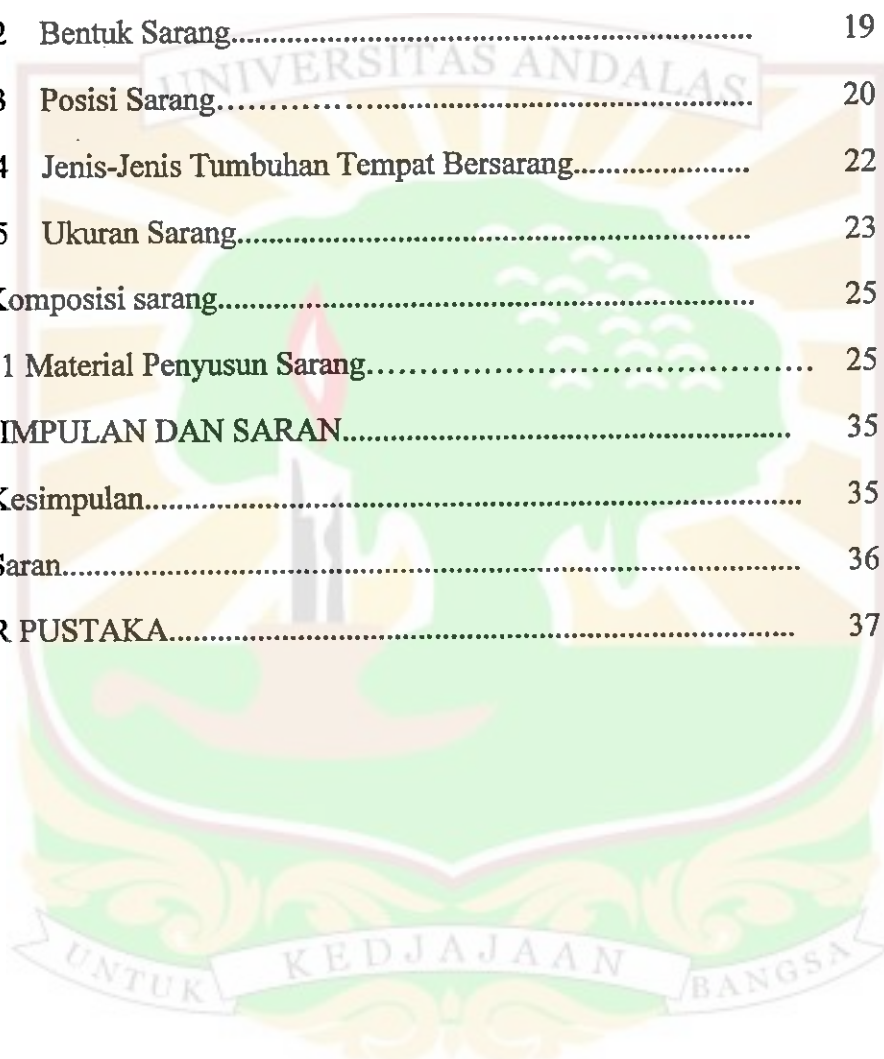 2 Bentuk Sarang.................................................................. 19
UNIVERSITAS ANDALAS
3 Posisi Sarang.................................................................. 20
4 Jenis-Jenis Tumbuhan Tempat Bersarang...................... 22
5 Ukuran Sarang................................................................ 23
Komposisi sarang................................................................... 25
1 Material Penyusun Sarang............................................. 25
IMPULAN DAN SARAN........................................................ 35
Kesimpulan............................................................................. 35
Saran....................................................................................... 36
R PUSTAKA........................................................................... 37
UNTUK KEDJAJAAN BANGSA